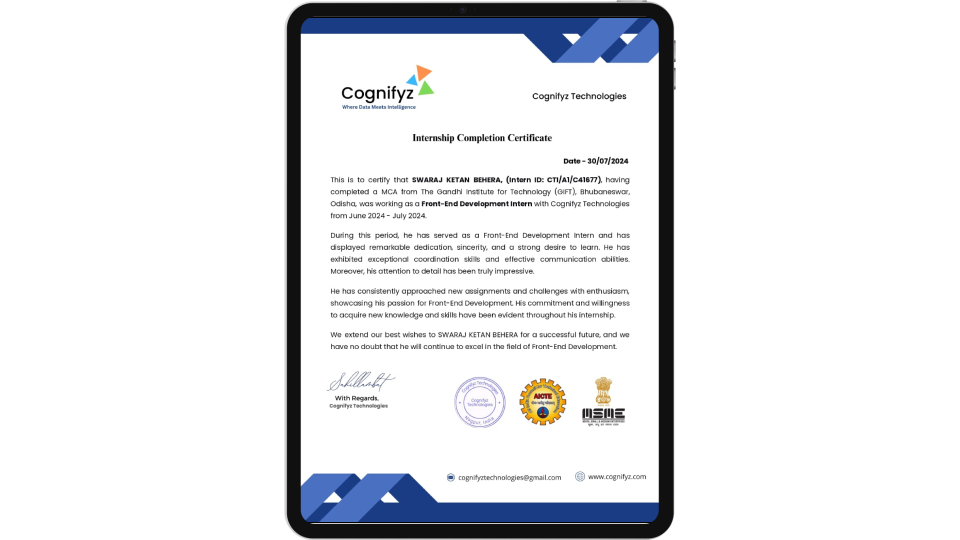 Cognifyz
Where Data Meets Intelligence
Cognifyz Technologies
Internship Completion Certificate
Date - 30/07/2024
This is to certify that SWARAJ KETAN BEHERA, (Intern ID: CTI/A1/C41677), having
completed a MCA from The Gandhi Institute for Technology (GIFT), Bhubaneswar,
Odisha, was working as a Front-End Development Intern with Cognifyz Technologies
from June 2024 - July 2024.
During this period, he has served as a Front-End Development Intern and has
displayed remarkable dedication, sincerity, and a strong desire to learn. He has
exhibited exceptional coordination skills and effective communication abilities.
Moreover, his attention to detail has been truly impressive.
He has consistently approached new assignments and challenges with enthusiasm,
showcasing his passion for Front-End Development. His commitment and willingness
to acquire new knowledge and skills have been evident throughout his internship.
We extend our best wishes to SWARAJ KETAN BEHERA for a successful future, and we
have no doubt that he will continue to excel in the field of Front-End Development.
With Regards,
Cognifyz Technologies
Cognifyz Technologies
Cognifyz
Technologies
Nagpur, India
AICTE
MSME
cognifyztechnologies@gmail.com
www.cognifyz.com